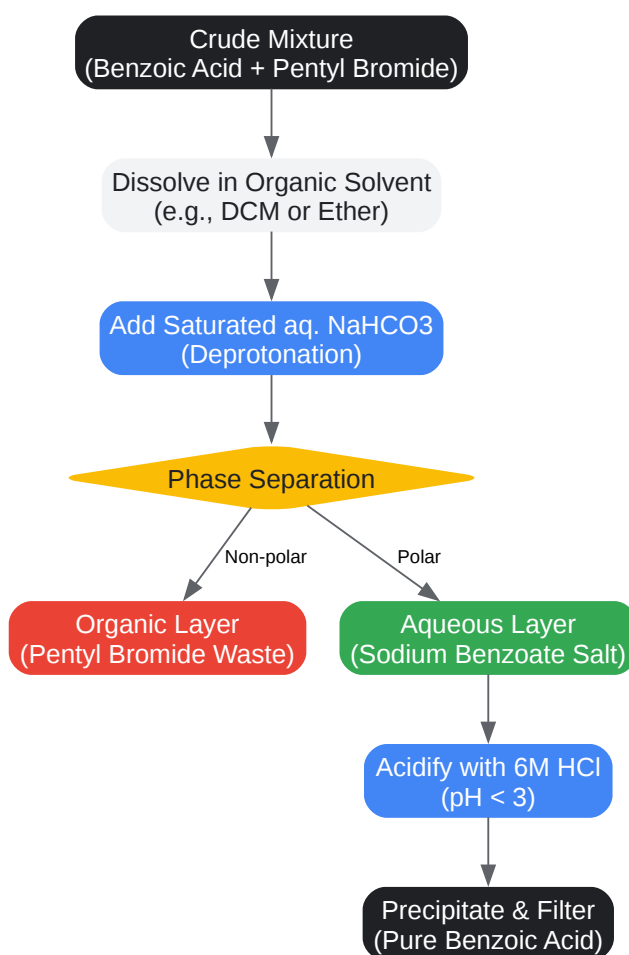 Crude Mixture
(Benzoic Acid + Pentyl Bromide)
Dissolve in Organic Solvent
(e.g., DCM or Ether)
Add Saturated aq. NaHCO3
(Deprotonation)
Phase Separation
Non-polar
Polar
Organic Layer
(Pentyl Bromide Waste)
Aqueous Layer
(Sodium Benzoate Salt)
Acidify with 6M HCl
(pH < 3)
Precipitate & Filter
(Pure Benzoic Acid)